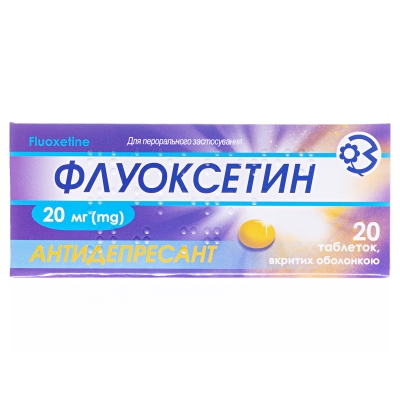 Fluoxetine
Для перорального застосування
ФЛУОКСЕТИН
20 мг (mg)
АНТИДЕПРЕСАНТ
20
таблеток,
вкритих оболонкою